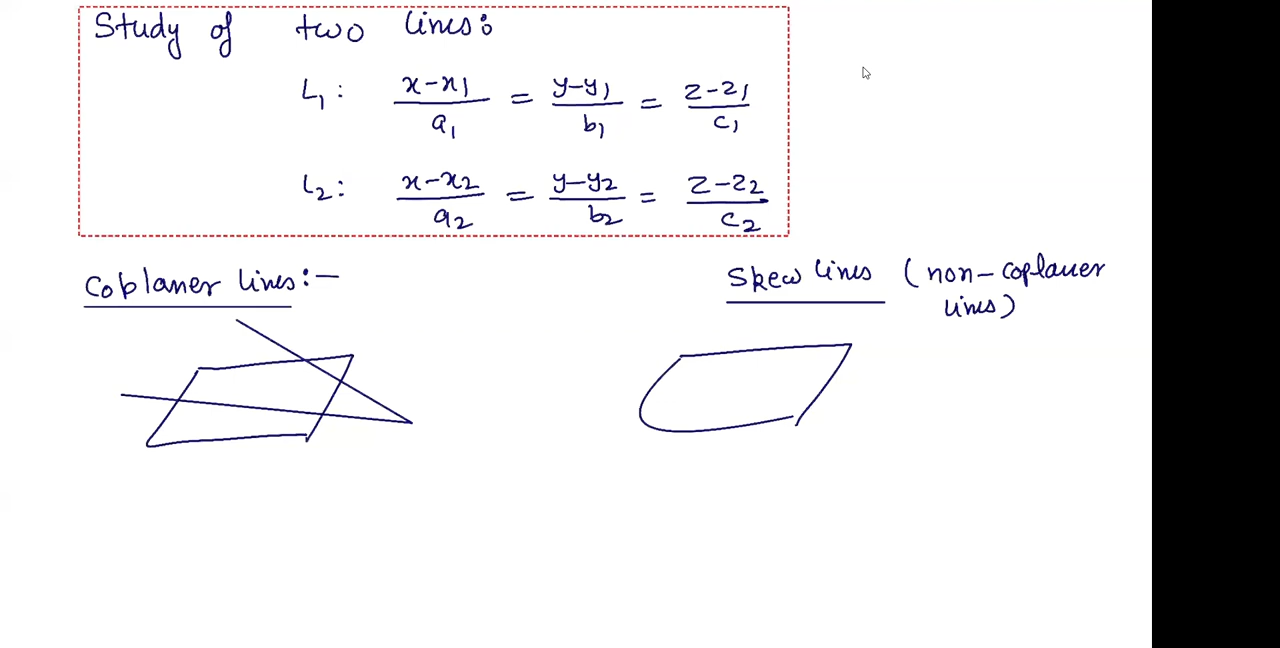 Study of two lines:
L₁: (x-x₁)/a₁ = (y-y₁)/b₁ = (z-z₁)/c₁
L₂: (x-x₂)/a₂ = (y-y₂)/b₂ = (z-z₂)/c₂
Coplaner lines:-
Skew lines (non-coplaner
lines)